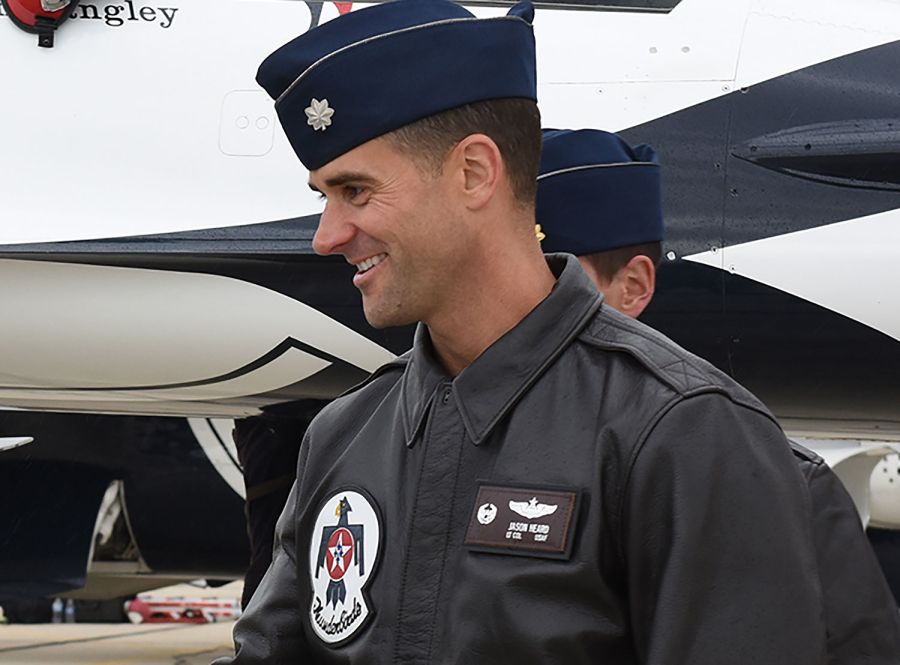 ngley
JASON HEARD
LT COL USAF
Thunderbirds